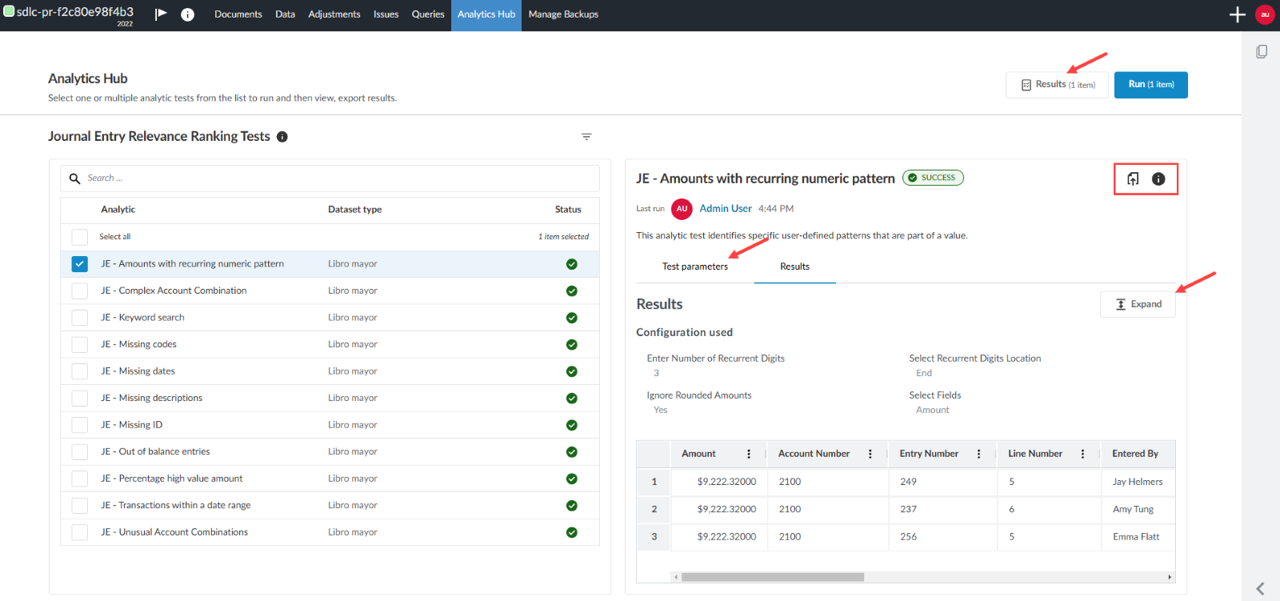 sdlc-pr-f2c80e98f4b3
2022
Documents Data Adjustments Issues Queries Analytics Hub Manage Backups
au
Analytics Hub
Select one or multiple analytic tests from the list to run and then view, export results.
Results (1 item)
Run (1 item)
Journal Entry Relevance Ranking Tests
Search ...
Analytic Dataset type Status
Select all 1 item selected
JE - Amounts with recurring numeric pattern Libro mayor
JE - Complex Account Combination Libro mayor
JE - Keyword search Libro mayor
JE - Missing codes Libro mayor
JE - Missing dates Libro mayor
JE - Missing descriptions Libro mayor
JE - Missing ID Libro mayor
JE - Out of balance entries Libro mayor
JE - Percentage high value amount Libro mayor
JE - Transactions within a date range Libro mayor
JE - Unusual Account Combinations Libro mayor
JE - Amounts with recurring numeric pattern SUCCESS
Last run AU Admin User 4:44 PM
This analytic test identifies specific user-defined patterns that are part of a value.
Test parameters Results
Results
Expand
Configuration used
Enter Number of Recurrent Digits Select Recurrent Digits Location
3 End
Ignore Rounded Amounts Select Fields
Yes Amount
Amount Account Number Entry Number Line Number Entered By
1 $9,222.32000 2100 249 5 Jay Helmers
2 $9,222.32000 2100 237 6 Amy Tung
3 $9,222.32000 2100 256 5 Emma Flatt